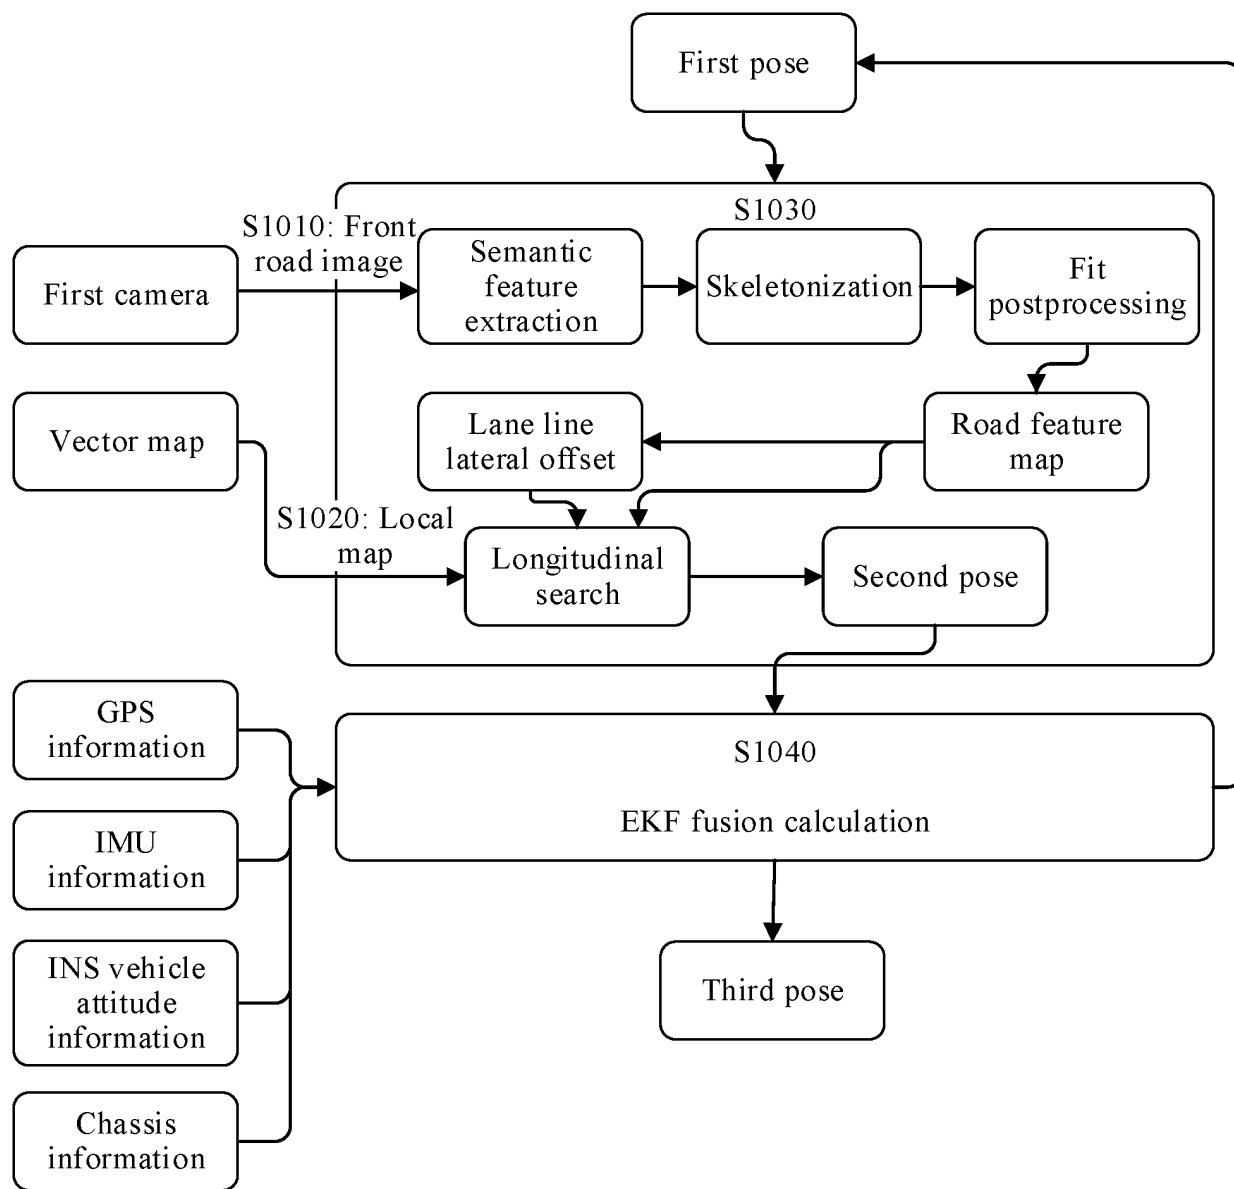 First pose
S1030
S1010: Front
road image
First camera
Semantic
feature
extraction
Skeletonization
Fit
postprocessing
Vector map
Lane line
lateral offset
Road feature
map
S1020: Local
map
Longitudinal
search
Second pose
GPS
information
S1040
EKF fusion calculation
IMU
information
INS vehicle
attitude
information
Third pose
Chassis
information